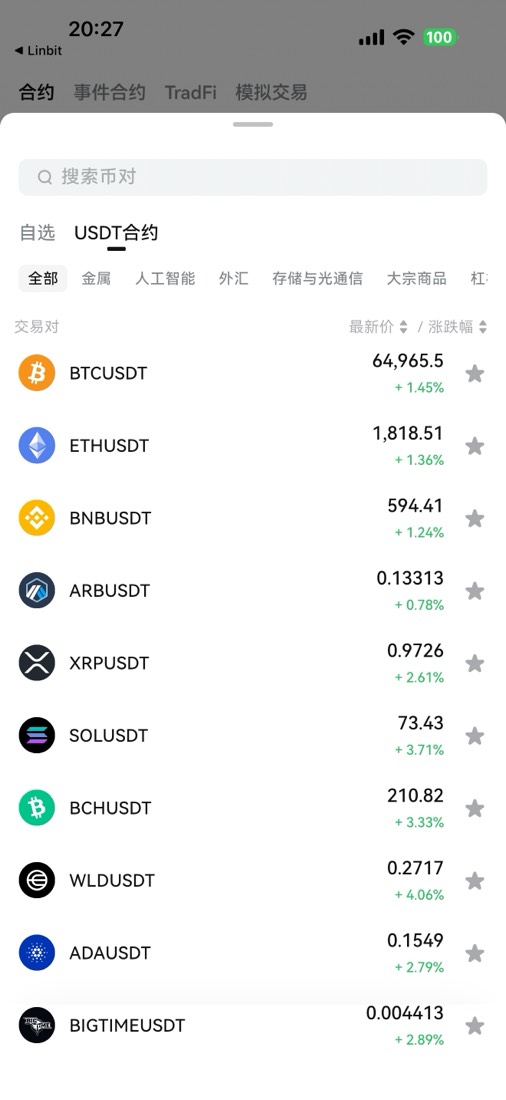 20:27
100
◀ Linbit
合约 事件合约 TradFi 模拟交易
搜索币对
自选 USDT合约
全部 金属 人工智能 外汇 存储与光通信 大宗商品
交易对 最新价 / 涨跌幅
BTCUSDT 64,965.5
+ 1.45%
ETHUSDT 1,818.51
+ 1.36%
BNBUSDT 594.41
+ 1.24%
ARBUSDT 0.13313
+ 0.78%
XRPUSDT 0.9726
+ 2.61%
SOLUSDT 73.43
+ 3.71%
BCHUSDT 210.82
+ 3.33%
WLDUSDT 0.2717
+ 4.06%
ADAUSDT 0.1549
+ 2.79%
BIGTIMEUSDT 0.004413
+ 2.89%